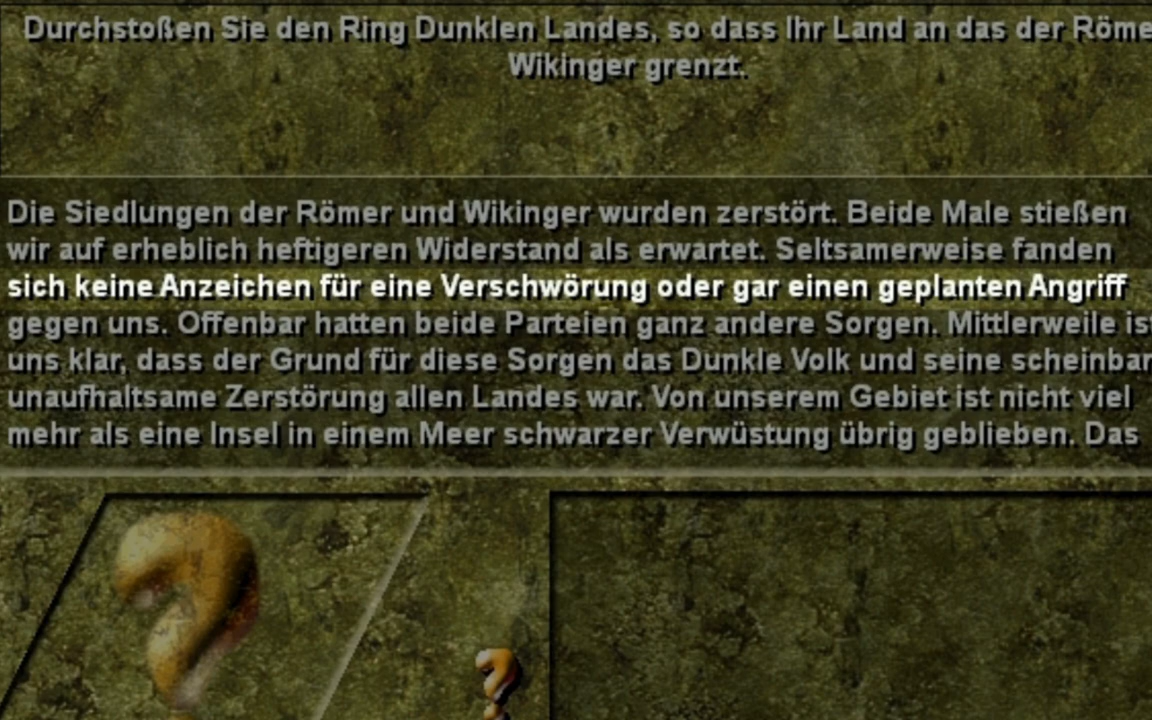 Durchstoßen Sie den Ring Dunklen Landes, so dass Ihr Land an das der Röme
Wikinger grenzt.
Die Siedlungen der Römer und Wikinger wurden zerstört. Beide Male stießen
wir auf erheblich heftigeren Widerstand als erwartet. Seltsamerweise fanden
sich keine Anzeichen für eine Verschwörung oder gar einen geplanten Angriff
gegen uns. Offenbar hatten beide Parteien ganz andere Sorgen. Mittlerweile ist
uns klar, dass der Grund für diese Sorgen das Dunkle Volk und seine scheinbar
unaufhaltsame Zerstörung allen Landes war. Von unserem Gebiet ist nicht viel
mehr als eine Insel in einem Meer schwarzer Verwüstung übrig geblieben. Das
?
?